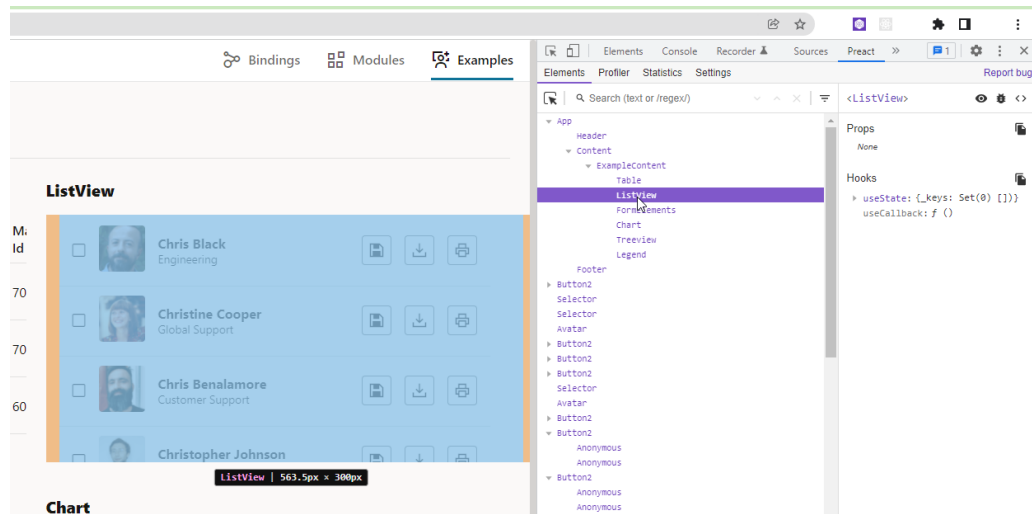 Bindings
Modules
Examples
ListView
Ma
Id
70
70
60
Chris Black
Engineering
Christine Cooper
Global Support
Chris Benalamore
Customer Support
Christopher Johnson
ListView | 563.5px × 300px
Chart
Elements Console Recorder Sources Preact » 1
Elements Profiler Statistics Settings Report bug
Search (text or /regex/)
App
Header
Content
ExampleContent
Table
ListView
FormElements
Chart
Treeview
Legend
Footer
Button2
Selector
Selector
Avatar
Button2
Button2
Button2
Selector
Avatar
Button2
Button2
Anonymous
Anonymous
Button2
Anonymous
Anonymous
<ListView>
Props
None
Hooks
useState: {_keys: Set(0) [])}
useCallback: ƒ ()